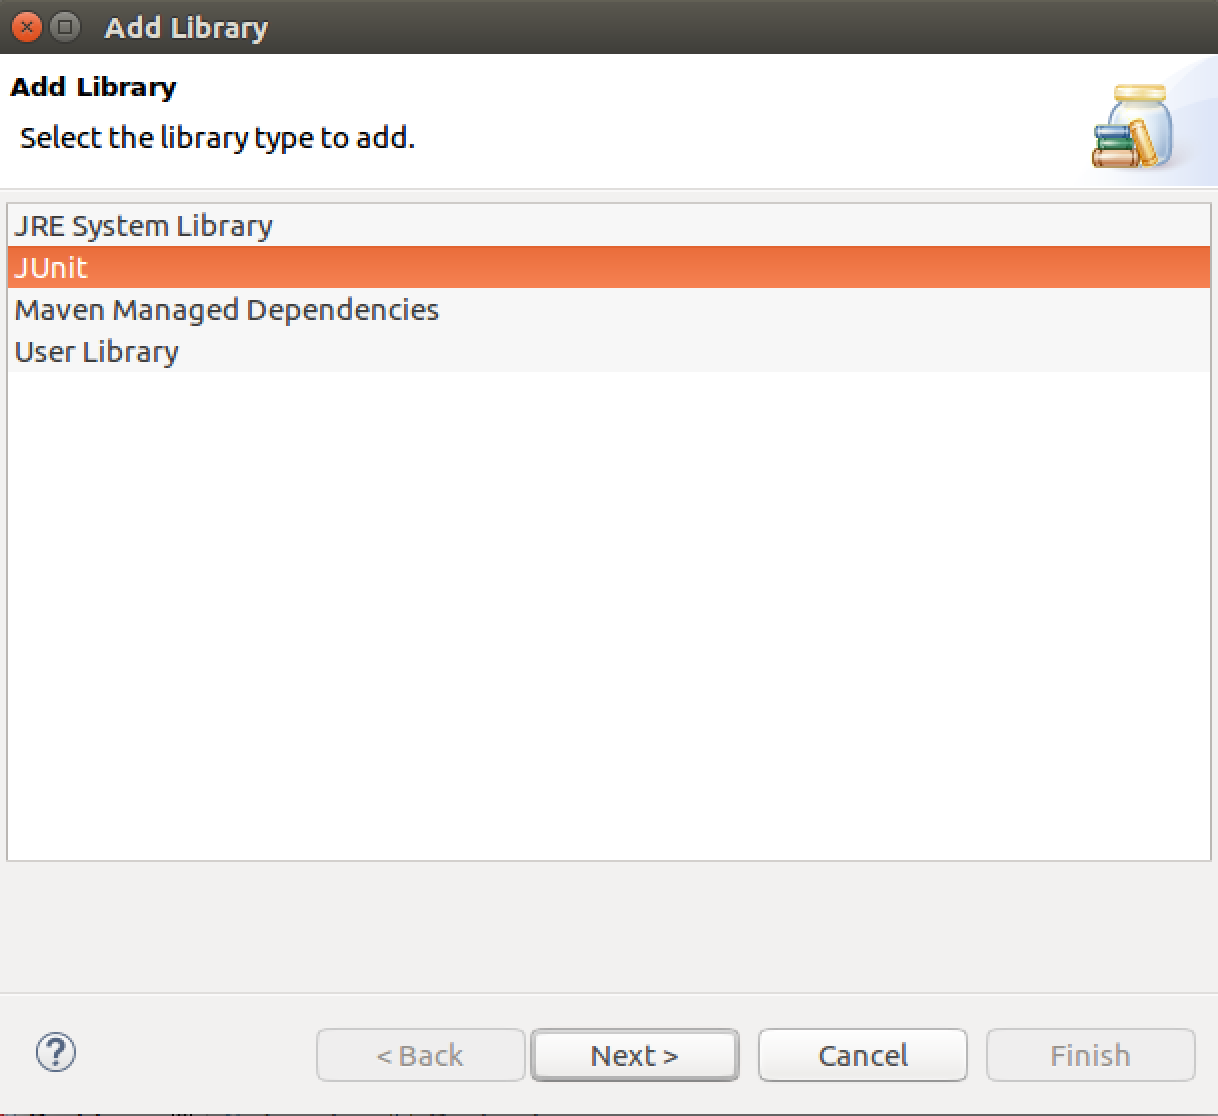 Add Library
Add Library
Select the library type to add.
JRE System Library
JUnit
Maven Managed Dependencies
User Library
?
< Back
Next >
Cancel
Finish